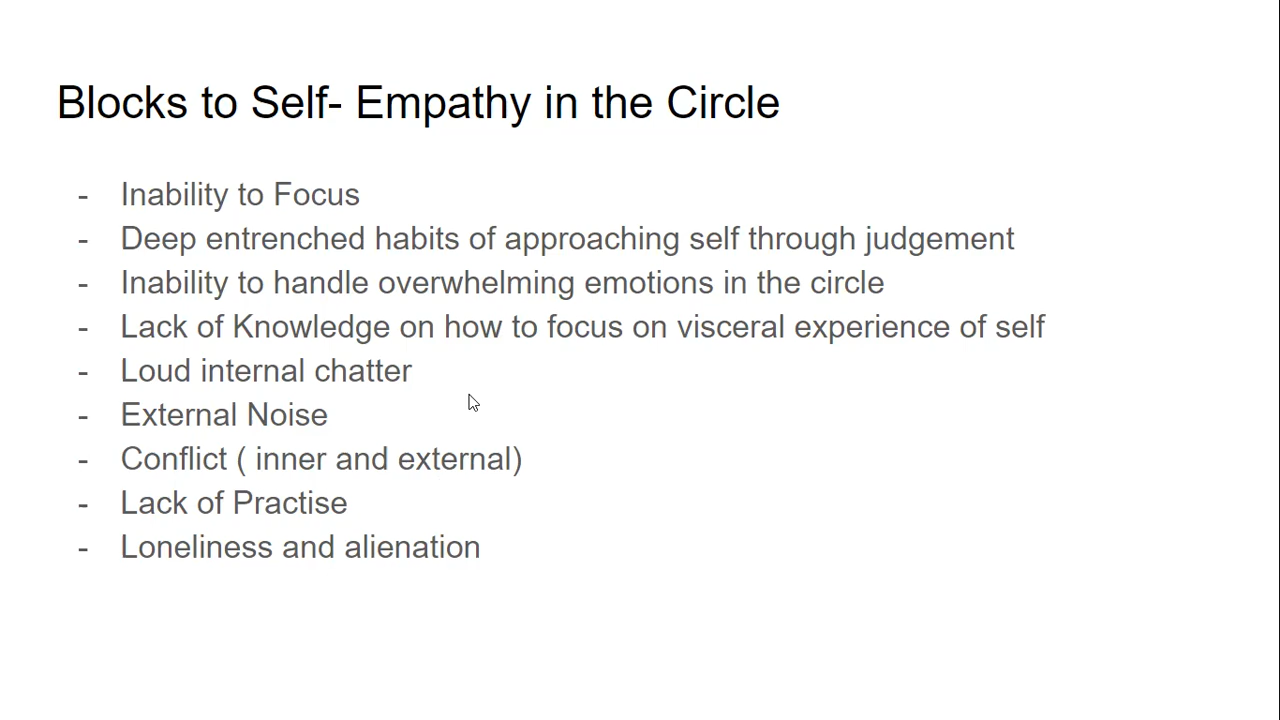 Blocks to Self- Empathy in the Circle
- Inability to Focus
- Deep entrenched habits of approaching self through judgement
- Inability to handle overwhelming emotions in the circle
- Lack of Knowledge on how to focus on visceral experience of self
- Loud internal chatter
- External Noise
- Conflict ( inner and external)
- Lack of Practise
- Loneliness and alienation